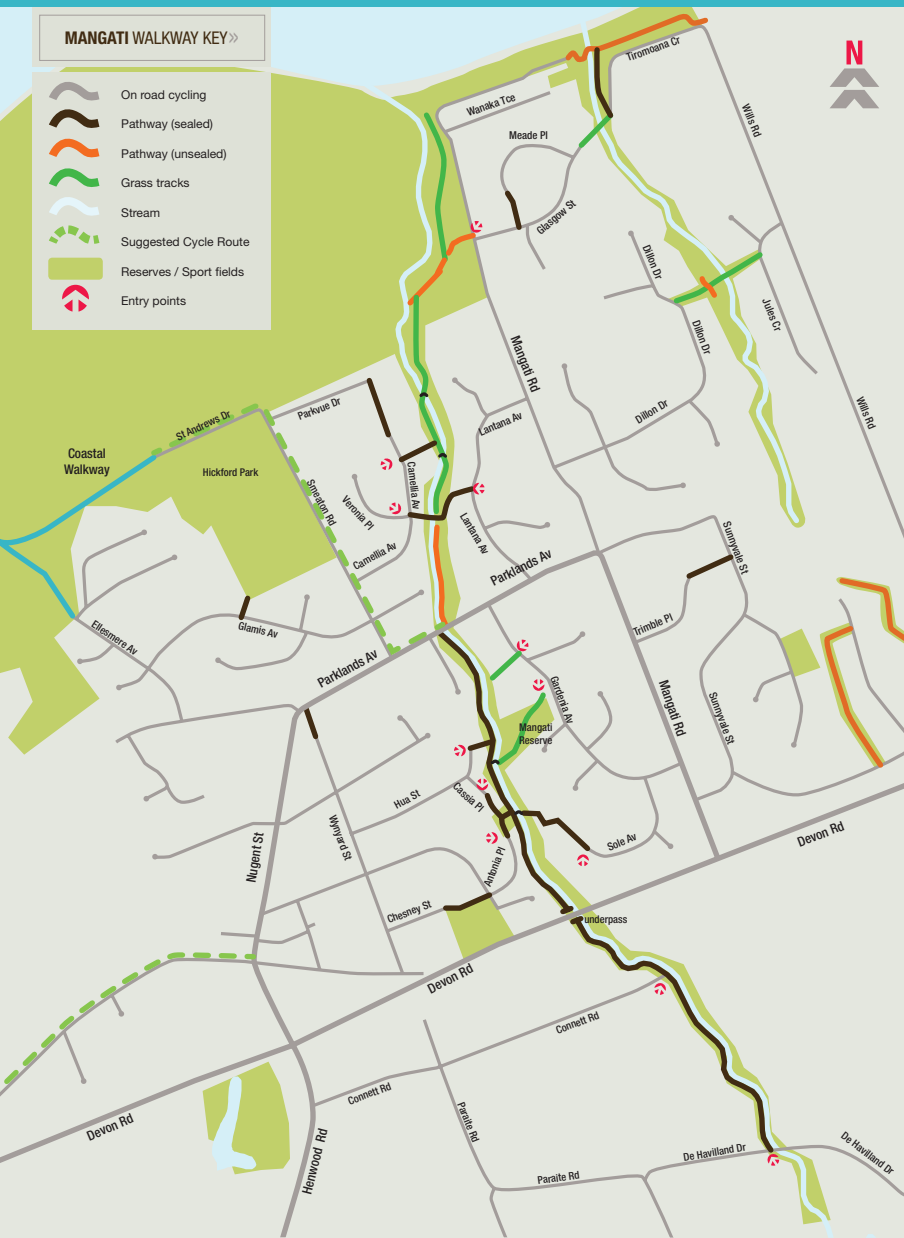 MANGATI WALKWAY KEY»
On road cycling
Pathway (sealed)
Pathway (unsealed)
Grass tracks
Stream
Suggested Cycle Route
Reserves / Sport fields
Entry points
N
Tiromoana Cr
Wanaka Tce
Wills Rd
Meade Pl
Glasgow St
Dillon Dr
Jules Cr
Dillon Dr
Mangati Rd
Wills Rd
Parkvue Dr
Dillon Dr
St Andrews Dr
Lantana Av
Coastal
Walkway
Hickford Park
Camellia Av
Smeaton Rd
Veronia Pl
Lantana Av
Sunnyvale St
Camellia Av
Parklands Av
Trimble Pl
Glamis Av
Ellesmere Av
Parklands Av
Gardenia Av
Mangati Rd
Sunnyvale St
Mangati
Reserve
Cassia Pl
Hua St
Wynyard St
Nugent St
Sole Av
Devon Rd
Antonia Pl
Chesney St
underpass
Devon Rd
Connett Rd
Connett Rd
Paraite Rd
Devon Rd
Henwood Rd
De Havilland Dr
De Havilland Dr
Paraite Rd